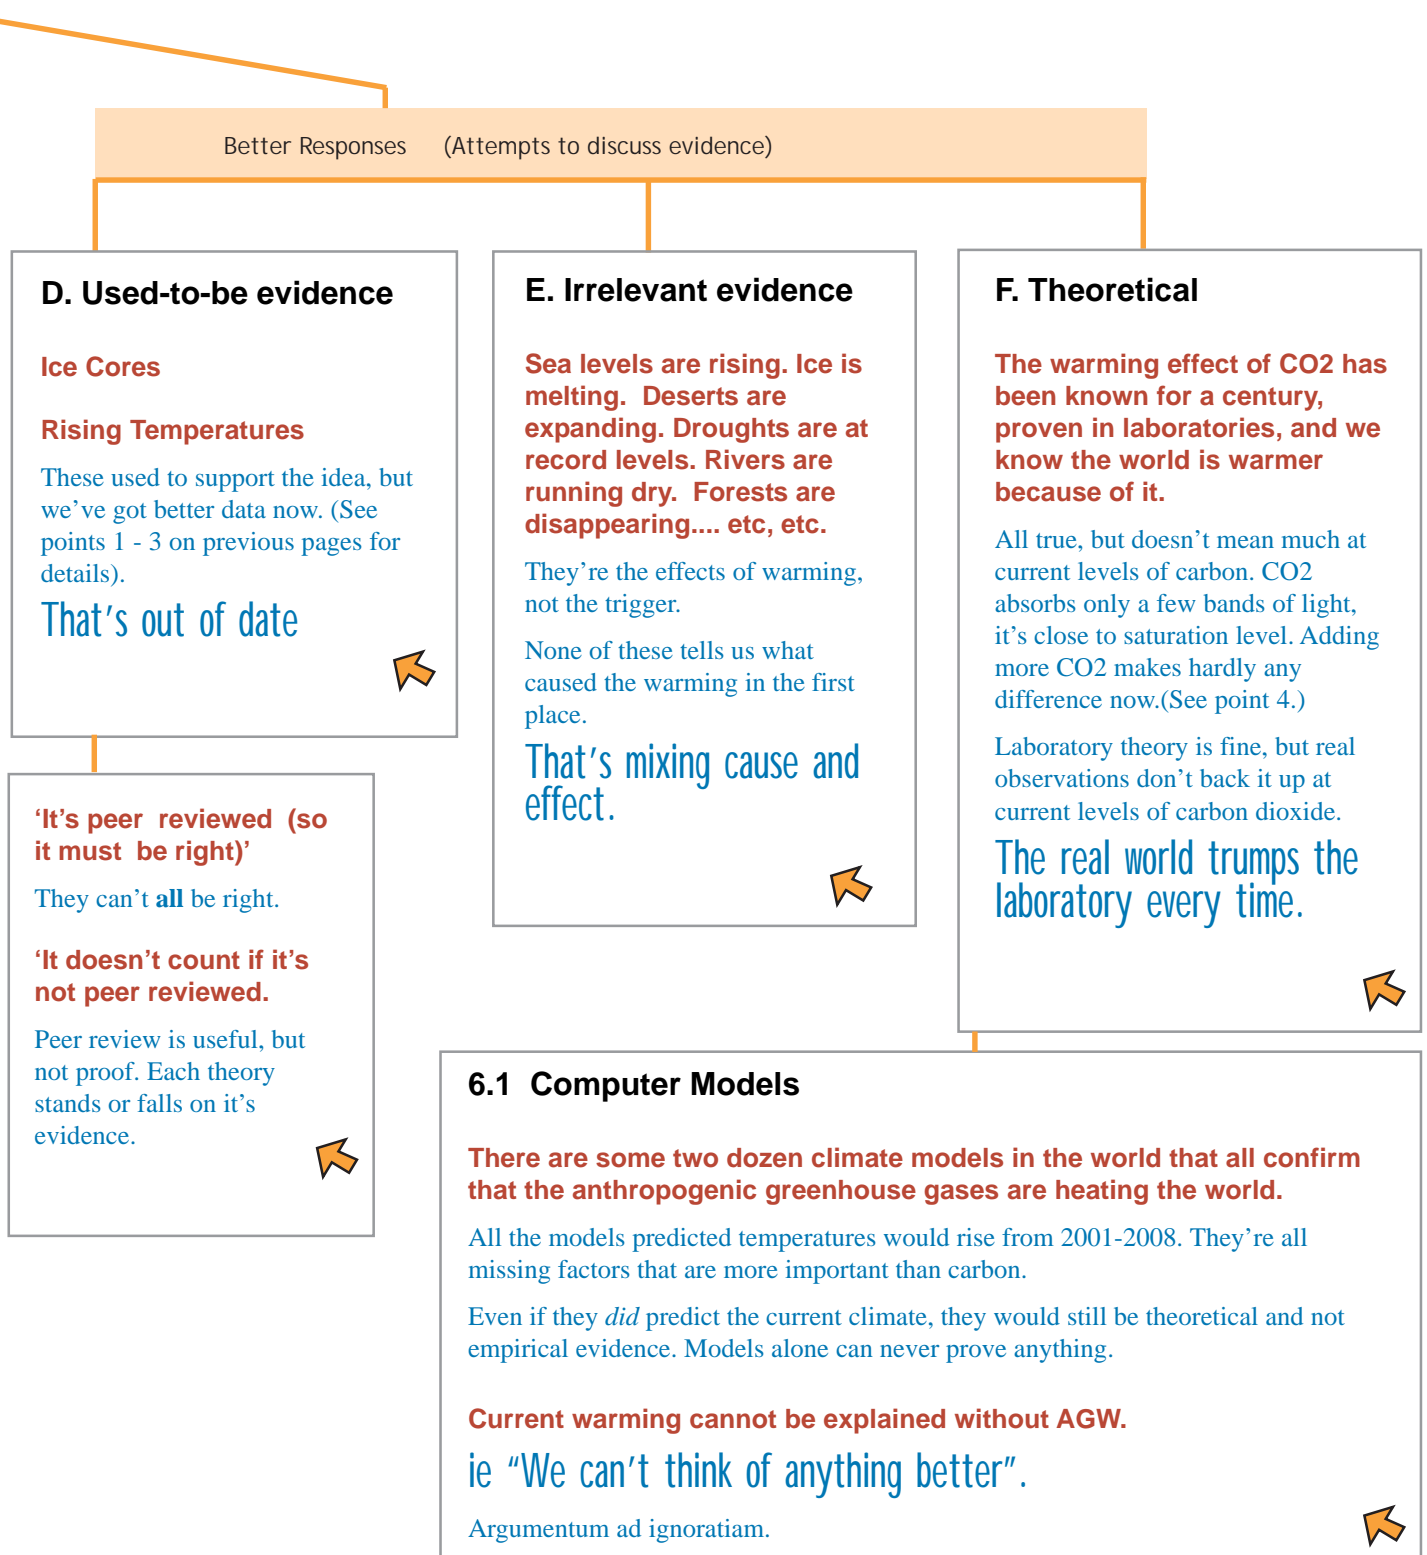 Better Responses (Attempts to discuss evidence)
D. Used-to-be evidence
Ice Cores
Rising Temperatures
These used to support the idea, but
we’ve got better data now. (See
points 1 - 3 on previous pages for
details).
That’s out of date
‘It’s peer reviewed (so
it must be right)’
They can’t all be right.
‘It doesn’t count if it’s
not peer reviewed.
Peer review is useful, but
not proof. Each theory
stands or falls on it’s
evidence.
E. Irrelevant evidence
Sea levels are rising. Ice is
melting. Deserts are
expanding. Droughts are at
record levels. Rivers are
running dry. Forests are
disappearing.... etc, etc.
They’re the effects of warming,
not the trigger.
None of these tells us what
caused the warming in the first
place.
That’s mixing cause and
effect.
F. Theoretical
The warming effect of CO2 has
been known for a century,
proven in laboratories, and we
know the world is warmer
because of it.
All true, but doesn’t mean much at
current levels of carbon. CO2
absorbs only a few bands of light,
it’s close to saturation level. Adding
more CO2 makes hardly any
difference now.(See point 4.)
Laboratory theory is fine, but real
observations don’t back it up at
current levels of carbon dioxide.
The real world trumps the
laboratory every time.
6.1 Computer Models
There are some two dozen climate models in the world that all confirm
that the anthropogenic greenhouse gases are heating the world.
All the models predicted temperatures would rise from 2001-2008. They’re all
missing factors that are more important than carbon.
Even if they did predict the current climate, they would still be theoretical and not
empirical evidence. Models alone can never prove anything.
Current warming cannot be explained without AGW.
ie “We can’t think of anything better”.
Argumentum ad ignoratiam.